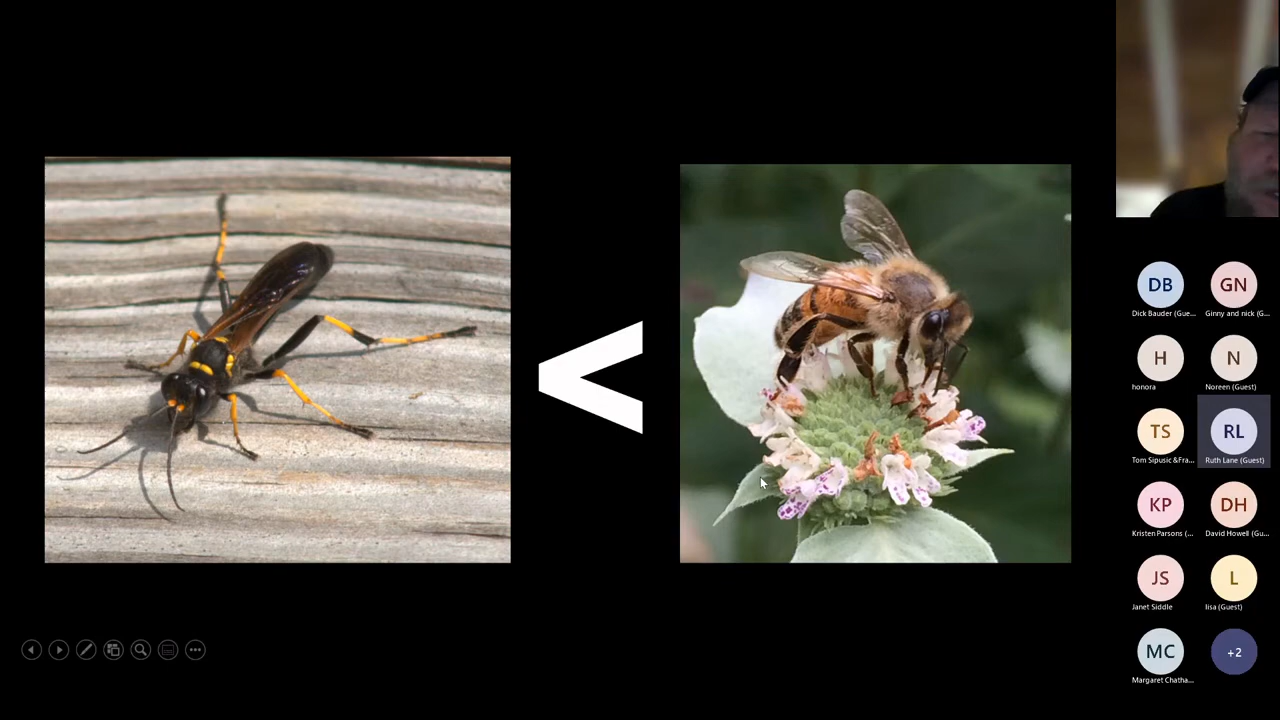 <
DB
GN
Dick Bauder (Gue...
Ginny and nick (G...
H
N
honora
Noreen (Guest)
TS
RL
Tom Sipusic &Fra...
Ruth Lane (Guest)
KP
DH
Kristen Parsons (...
David Howell (Gu...
JS
L
Janet Siddle
lisa (Guest)
MC
+2
Margaret Chatha...